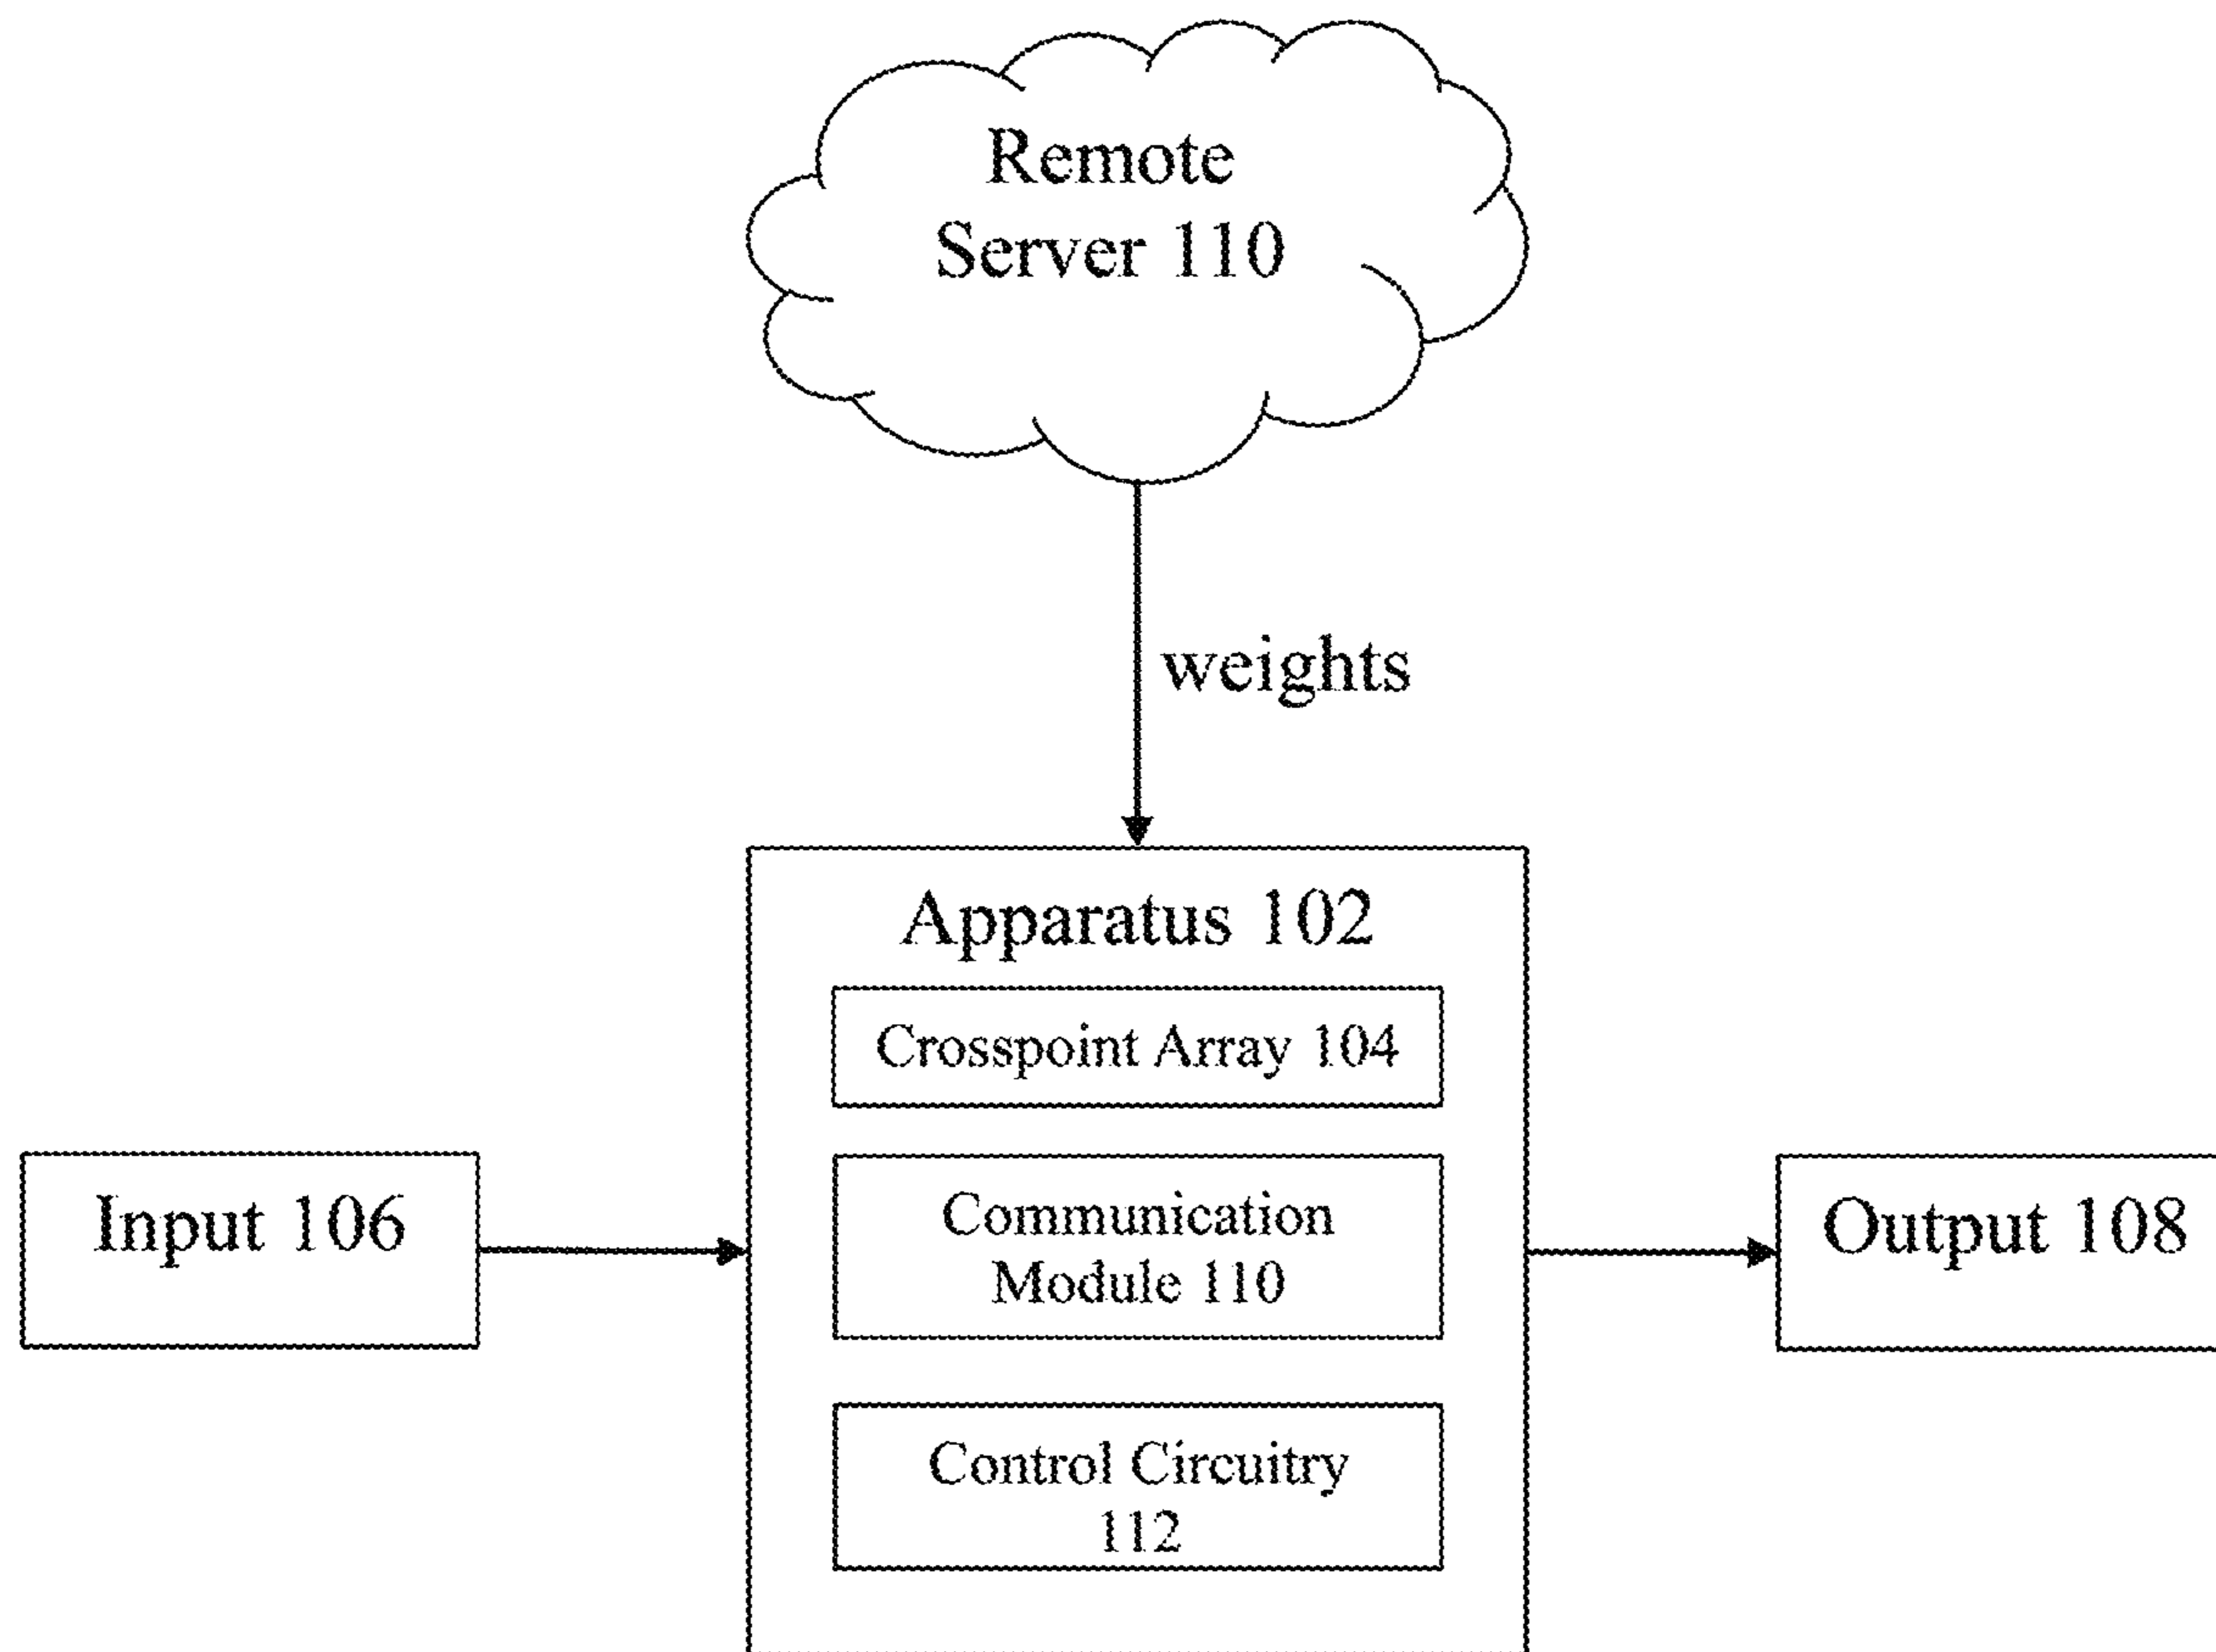 Remote
Server 110
weights
Apparatus 102
Crosspoint Array 104
Input 106
Communication
Module 110
Output 108
Control Circuitry
112